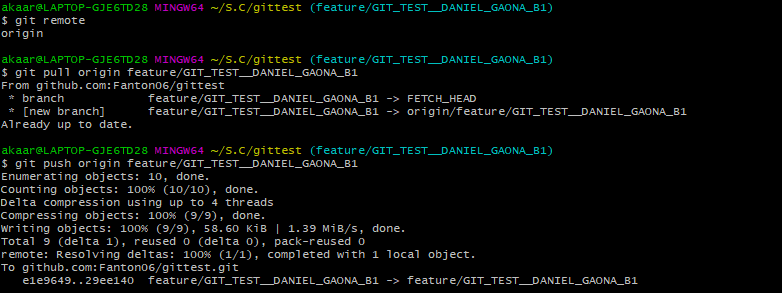 akaar@LAPTOP-GJE6TD28 MINGW64 ~/S.C/gittest (feature/GIT_TEST__DANIEL_GAONA_B1)
$ git remote
origin
akaar@LAPTOP-GJE6TD28 MINGW64 ~/S.C/gittest (feature/GIT_TEST__DANIEL_GAONA_B1)
$ git pull origin feature/GIT_TEST__DANIEL_GAONA_B1
From github.com:Fanton06/gittest
 * branch            feature/GIT_TEST__DANIEL_GAONA_B1 -> FETCH_HEAD
 * [new branch]      feature/GIT_TEST__DANIEL_GAONA_B1 -> origin/feature/GIT_TEST__DANIEL_GAONA_B1
Already up to date.
akaar@LAPTOP-GJE6TD28 MINGW64 ~/S.C/gittest (feature/GIT_TEST__DANIEL_GAONA_B1)
$ git push origin feature/GIT_TEST__DANIEL_GAONA_B1
Enumerating objects: 10, done.
Counting objects: 100% (10/10), done.
Delta compression using up to 4 threads
Compressing objects: 100% (9/9), done.
Writing objects: 100% (9/9), 58.60 KiB | 1.39 MiB/s, done.
Total 9 (delta 1), reused 0 (delta 0), pack-reused 0
remote: Resolving deltas: 100% (1/1), completed with 1 local object.
To github.com:Fanton06/gittest.git
   e1e9649..29ee140  feature/GIT_TEST__DANIEL_GAONA_B1 -> feature/GIT_TEST__DANIEL_GAONA_B1